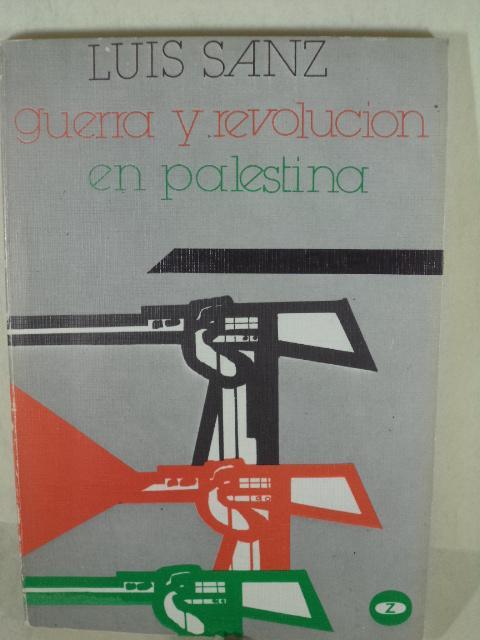 LUIS SANZ
guerra y revolucion
en palestina
Z